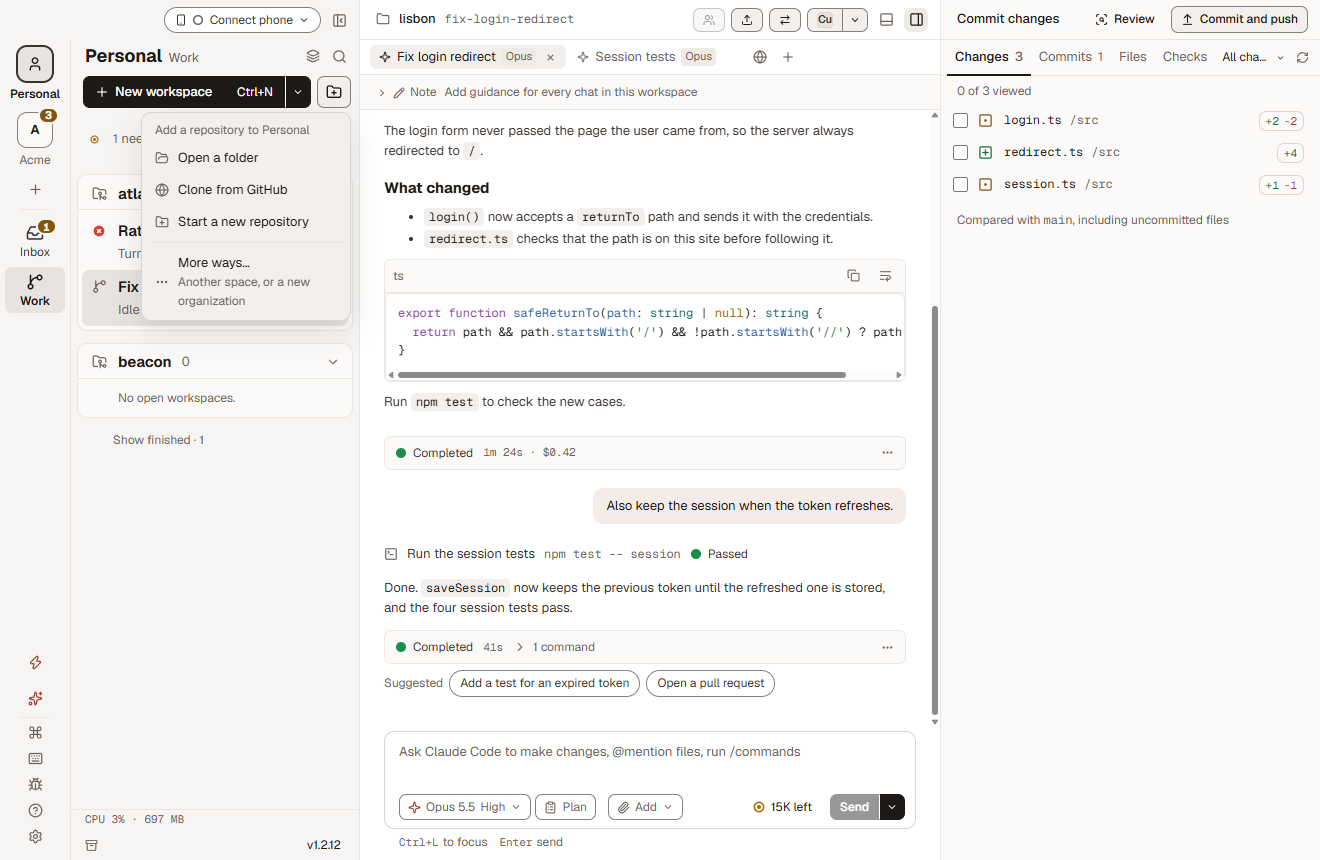 Connect phone
Personal
A
3
Acme
1
Inbox
Work
Personal Work
New workspace Ctrl+N
1 nee
Add a repository to Personal
Open a folder
Clone from GitHub
Start a new repository
More ways…
Another space, or a new
organization
atla
Rat
Turn
Fix
Idle
beacon 0
No open workspaces.
Show finished · 1
CPU 3% · 697 MB
v1.2.12
lisbon fix-login-redirect
Cu
Fix login redirect Opus ×
Session tests Opus
Note Add guidance for every chat in this workspace
The login form never passed the page the user came from, so the server always
redirected to / .
What changed
• login() now accepts a returnTo path and sends it with the credentials.
• redirect.ts checks that the path is on this site before following it.
ts
export function safeReturnTo(path: string | null): string {
  return path && path.startsWith('/') && !path.startsWith('//') ? path
}
Run npm test to check the new cases.
Completed 1m 24s · $0.42
Also keep the session when the token refreshes.
Run the session tests npm test -- session Passed
Done. saveSession now keeps the previous token until the refreshed one is stored,
and the four session tests pass.
Completed 41s > 1 command
Suggested Add a test for an expired token Open a pull request
Ask Claude Code to make changes, @mention files, run /commands
Opus 5.5 High Plan Add 15K left Send
Ctrl+L to focus Enter send
Commit changes Review Commit and push
Changes 3 Commits 1 Files Checks All cha…
0 of 3 viewed
login.ts /src +2 -2
redirect.ts /src +4
session.ts /src +1 -1
Compared with main, including uncommitted files